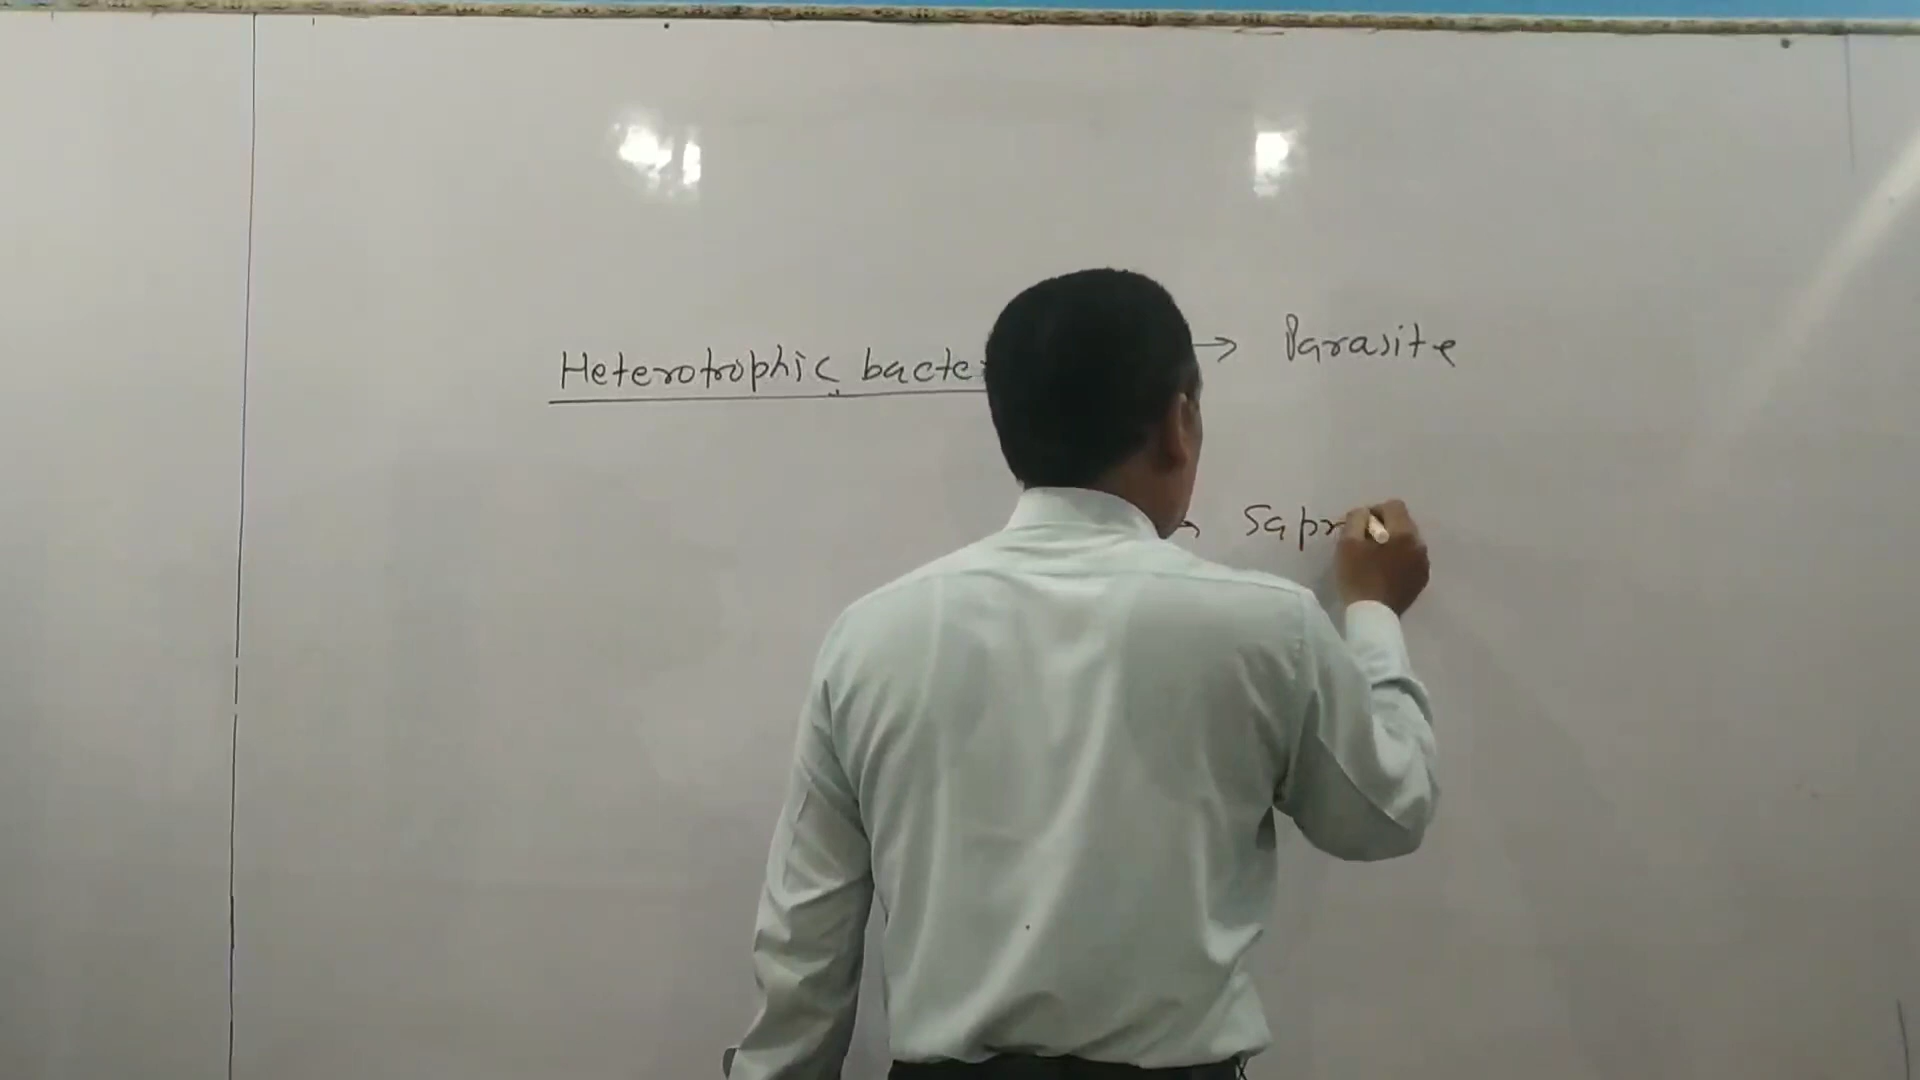 Heterotrophic bacte → Parasite
→ Sapr